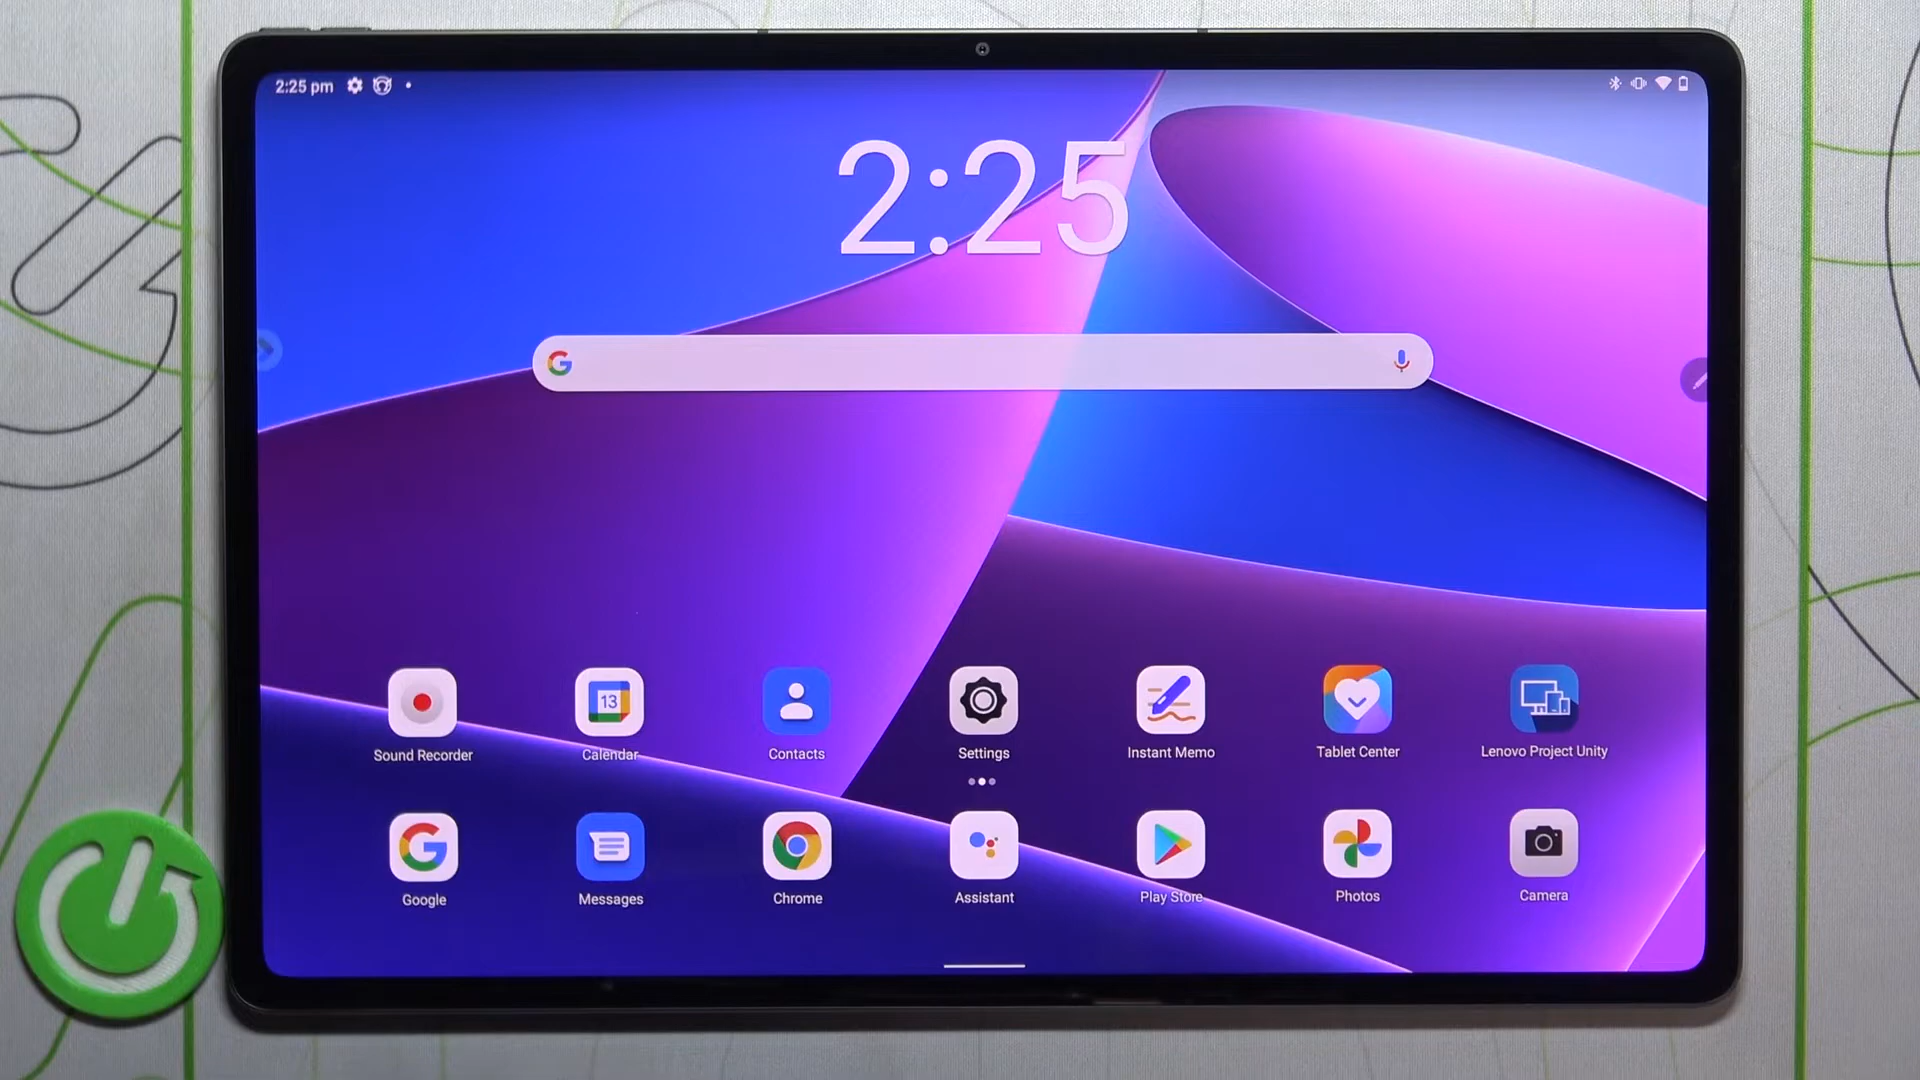 2:25 pm
2:25
13
Sound Recorder
Calendar
Contacts
Settings
Instant Memo
Tablet Center
Lenovo Project Unity
Google
Messages
Chrome
Assistant
Play Store
Photos
Camera